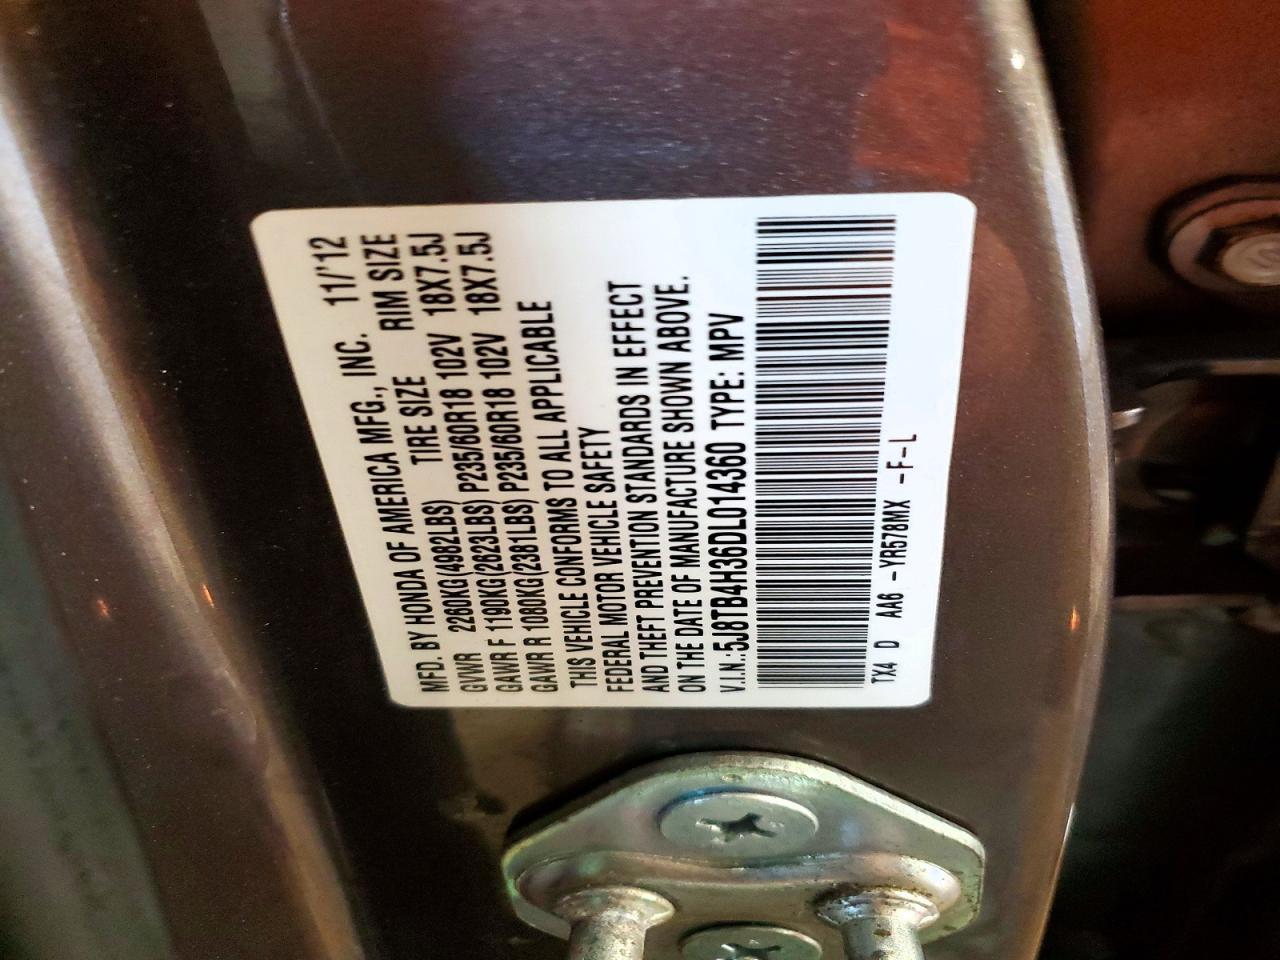 MFD. BY HONDA OF AMERICA MFG., INC. 11/'12
GVWR 2260KG(4982LBS) TIRE SIZE RIM SIZE
GAWR F 1190KG(2623LBS) P235/60R18 102V 18X7.5J
GAWR R 1080KG(2381LBS) P235/60R18 102V 18X7.5J
THIS VEHICLE CONFORMS TO ALL APPLICABLE
FEDERAL MOTOR VEHICLE SAFETY
AND THEFT PREVENTION STANDARDS IN EFFECT
ON THE DATE OF MANUFACTURE SHOWN ABOVE.
V.I.N.:5J8TB4H36DL014360 TYPE: MPV
TX4 D AA6 -YR578MX -F-L